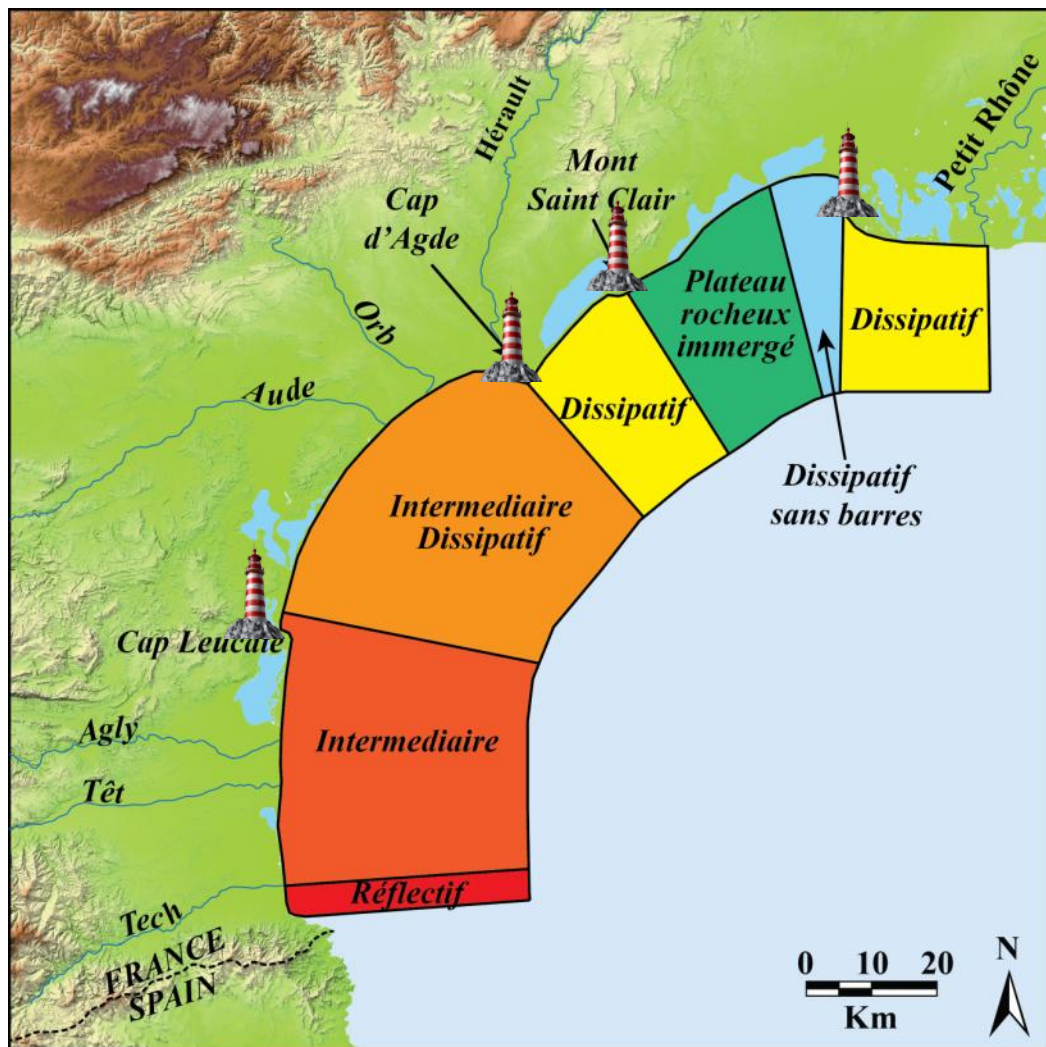 Hérault
Petit Rhône
Mont
Saint Clair
Cap
d'Agde
Orb
Aude
Plateau
rocheux
immergé
Dissipatif
Dissipatif
Dissipatif
sans barres
Intermediaire
Dissipatif
Cap Leucate
Intermediaire
Agly
Têt
Réflectif
Tech
FRANCE
SPAIN
0 10 20
Km
N